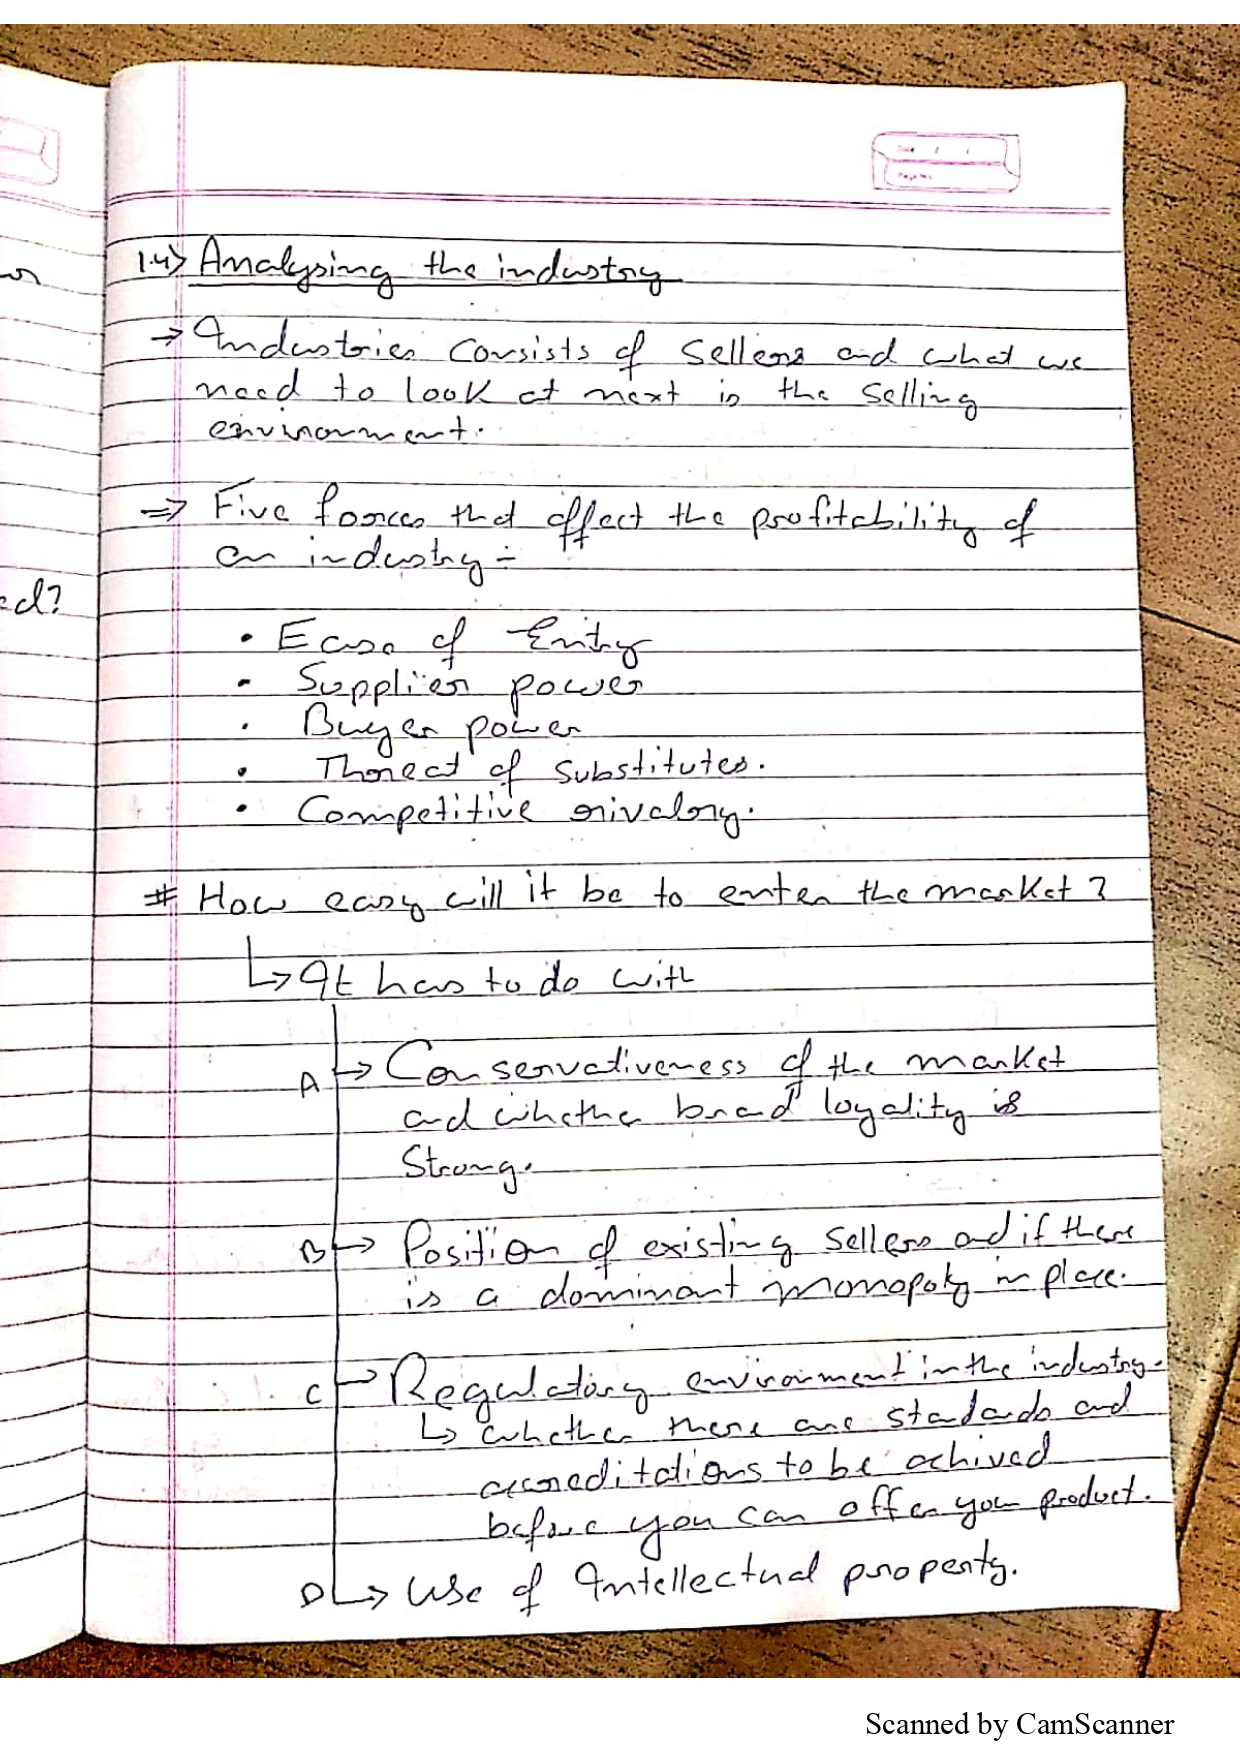 1.4) Analysing the industry
→ Industries consists of sellers and what we
need to look at next is the selling
environment.
⇒ Five forces that affect the profitability of
an industry ÷
• Ease of Entry
• Supplier power
• Buyer power
• Threat of substitutes.
• Competitive rivalry.
# How easy will it be to enter the market?
↳ It has to do with
A → Conservativeness of the market
and whether brand loyality is
Strong.
B → Position of existing sellers and if there
is a dominant monopoly in place.
C → Regulatory environment in the industry.
↳ whether there are standards and
accreditations to be achived
before you can offer your product.
D → Use of Intellectual property.
ed?
Scanned by CamScanner